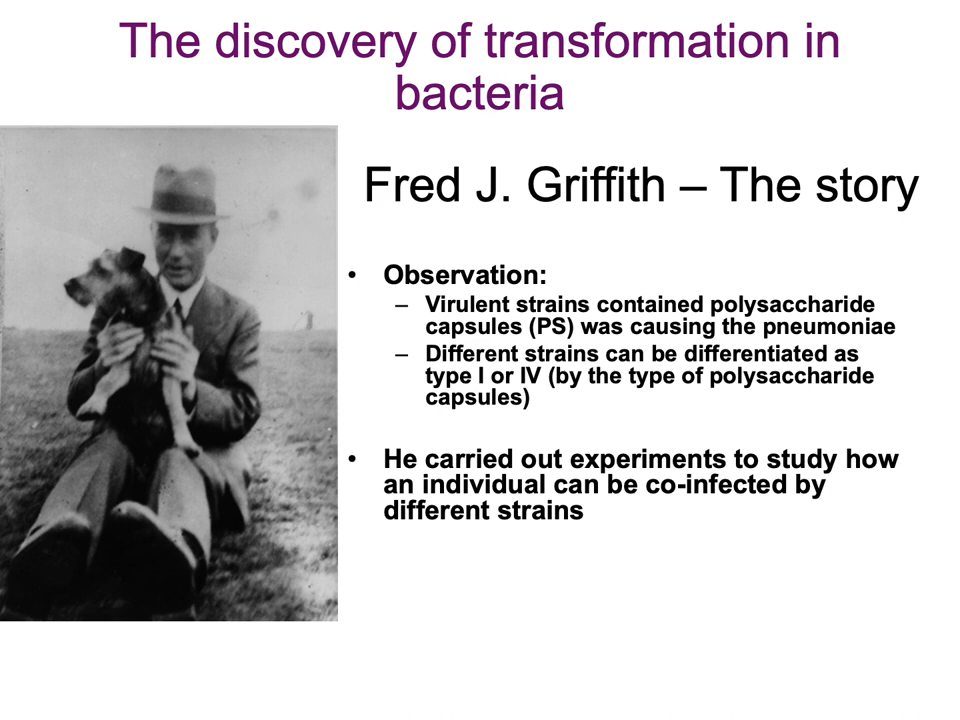 The discovery of transformation in
bacteria
Fred J. Griffith – The story
• Observation:
– Virulent strains contained polysaccharide
capsules (PS) was causing the pneumoniae
– Different strains can be differentiated as
type I or IV (by the type of polysaccharide
capsules)
• He carried out experiments to study how
an individual can be co-infected by
different strains